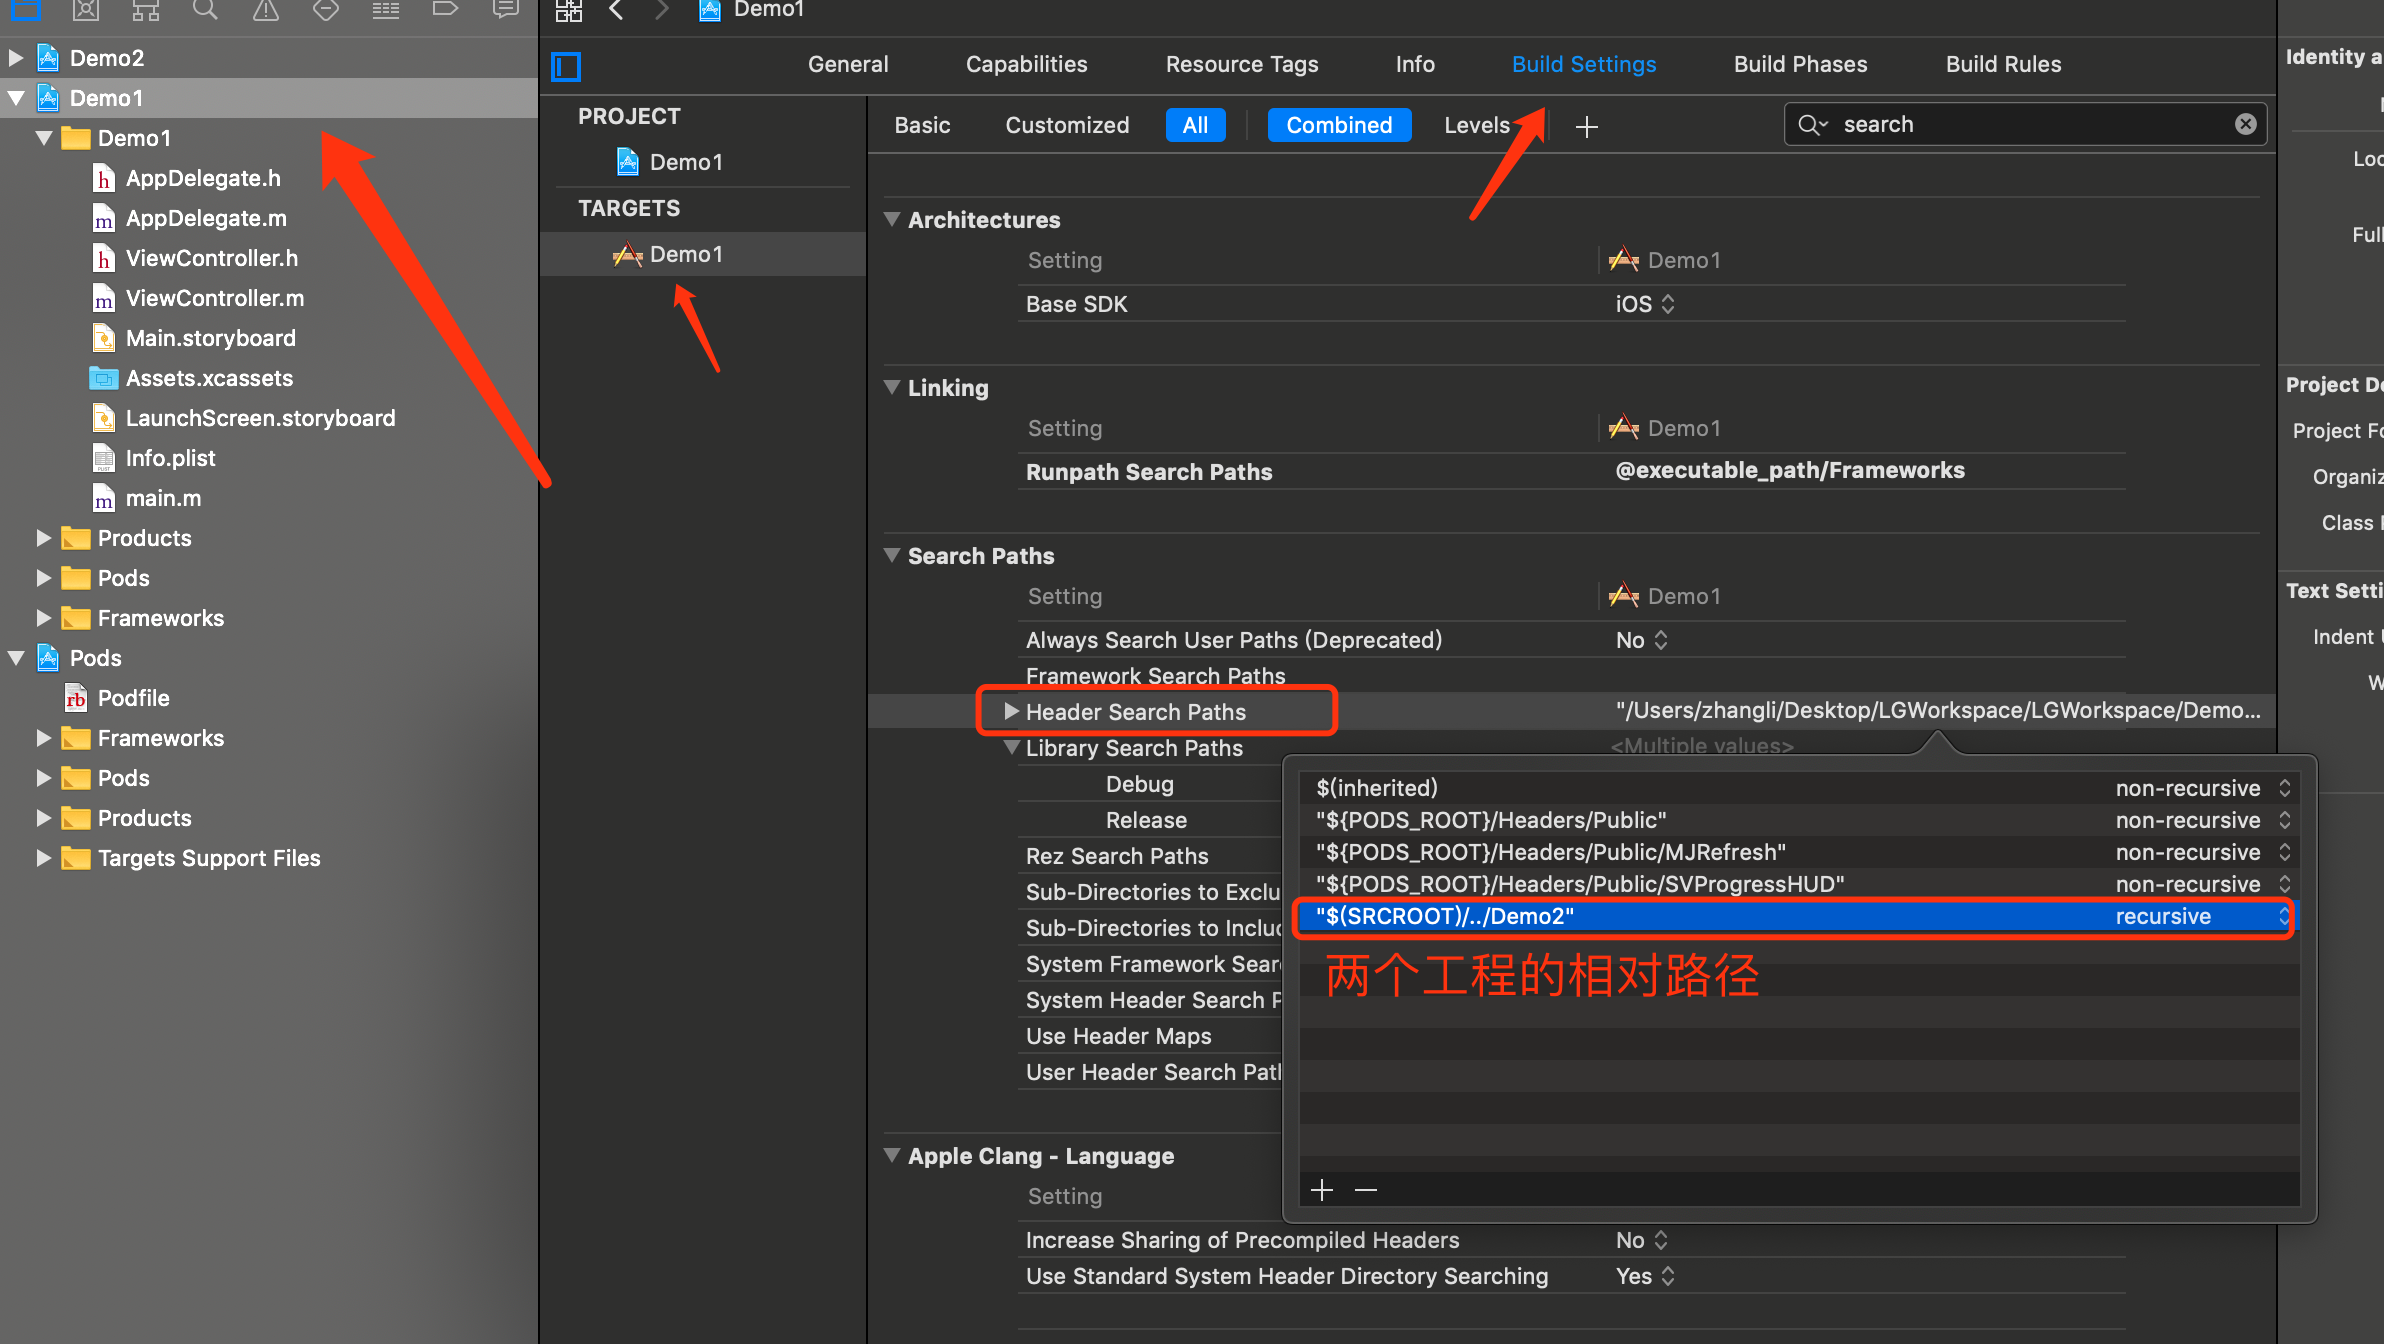 Demo2
Demo1
Demo1
AppDelegate.h
AppDelegate.m
ViewController.h
ViewController.m
Main.storyboard
Assets.xcassets
LaunchScreen.storyboard
Info.plist
main.m
Products
Pods
Frameworks
Pods
Podfile
Frameworks
Pods
Products
Targets Support Files
Demo1
General Capabilities Resource Tags Info Build Settings Build Phases Build Rules
PROJECT
Demo1
TARGETS
Demo1
Basic Customized All Combined Levels + search
Architectures
Setting Demo1
Base SDK iOS
Linking
Setting Demo1
Runpath Search Paths @executable_path/Frameworks
Search Paths
Setting Demo1
Always Search User Paths (Deprecated) No
Framework Search Paths
Header Search Paths "/Users/zhangli/Desktop/LGWorkspace/LGWorkspace/Demo...
Library Search Paths <Multiple values>
Debug
Release
Rez Search Paths
Sub-Directories to Exclu
Sub-Directories to Includ
System Framework Sear
System Header Search P
Use Header Maps
User Header Search Path
$(inherited) non-recursive
"${PODS_ROOT}/Headers/Public" non-recursive
"${PODS_ROOT}/Headers/Public/MJRefresh" non-recursive
"${PODS_ROOT}/Headers/Public/SVProgressHUD" non-recursive
"$(SRCROOT)/../Demo2" recursive
两个工程的相对路径
Apple Clang - Language
Setting
Increase Sharing of Precompiled Headers No
Use Standard System Header Directory Searching Yes
Identity a
Loc
Full
Project Do
Project Fo
Organiz
Class P
Text Setti
Indent U
W